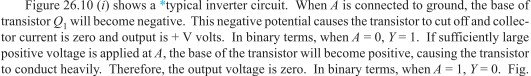 Figure 26.10 (i) shows a *typical inverter circuit. When A is connected to ground, the base of
transistor Q1 will become negative. This negative potential causes the transistor to cut off and collec-
tor current is zero and output is + V volts. In binary terms, when A = 0, Y = 1. If sufficiently large
positive voltage is applied at A, the base of the transistor will become positive, causing the transistor
to conduct heavily. Therefore, the output voltage is zero. In binary terms, when A = 1, Y = 0. Fig.